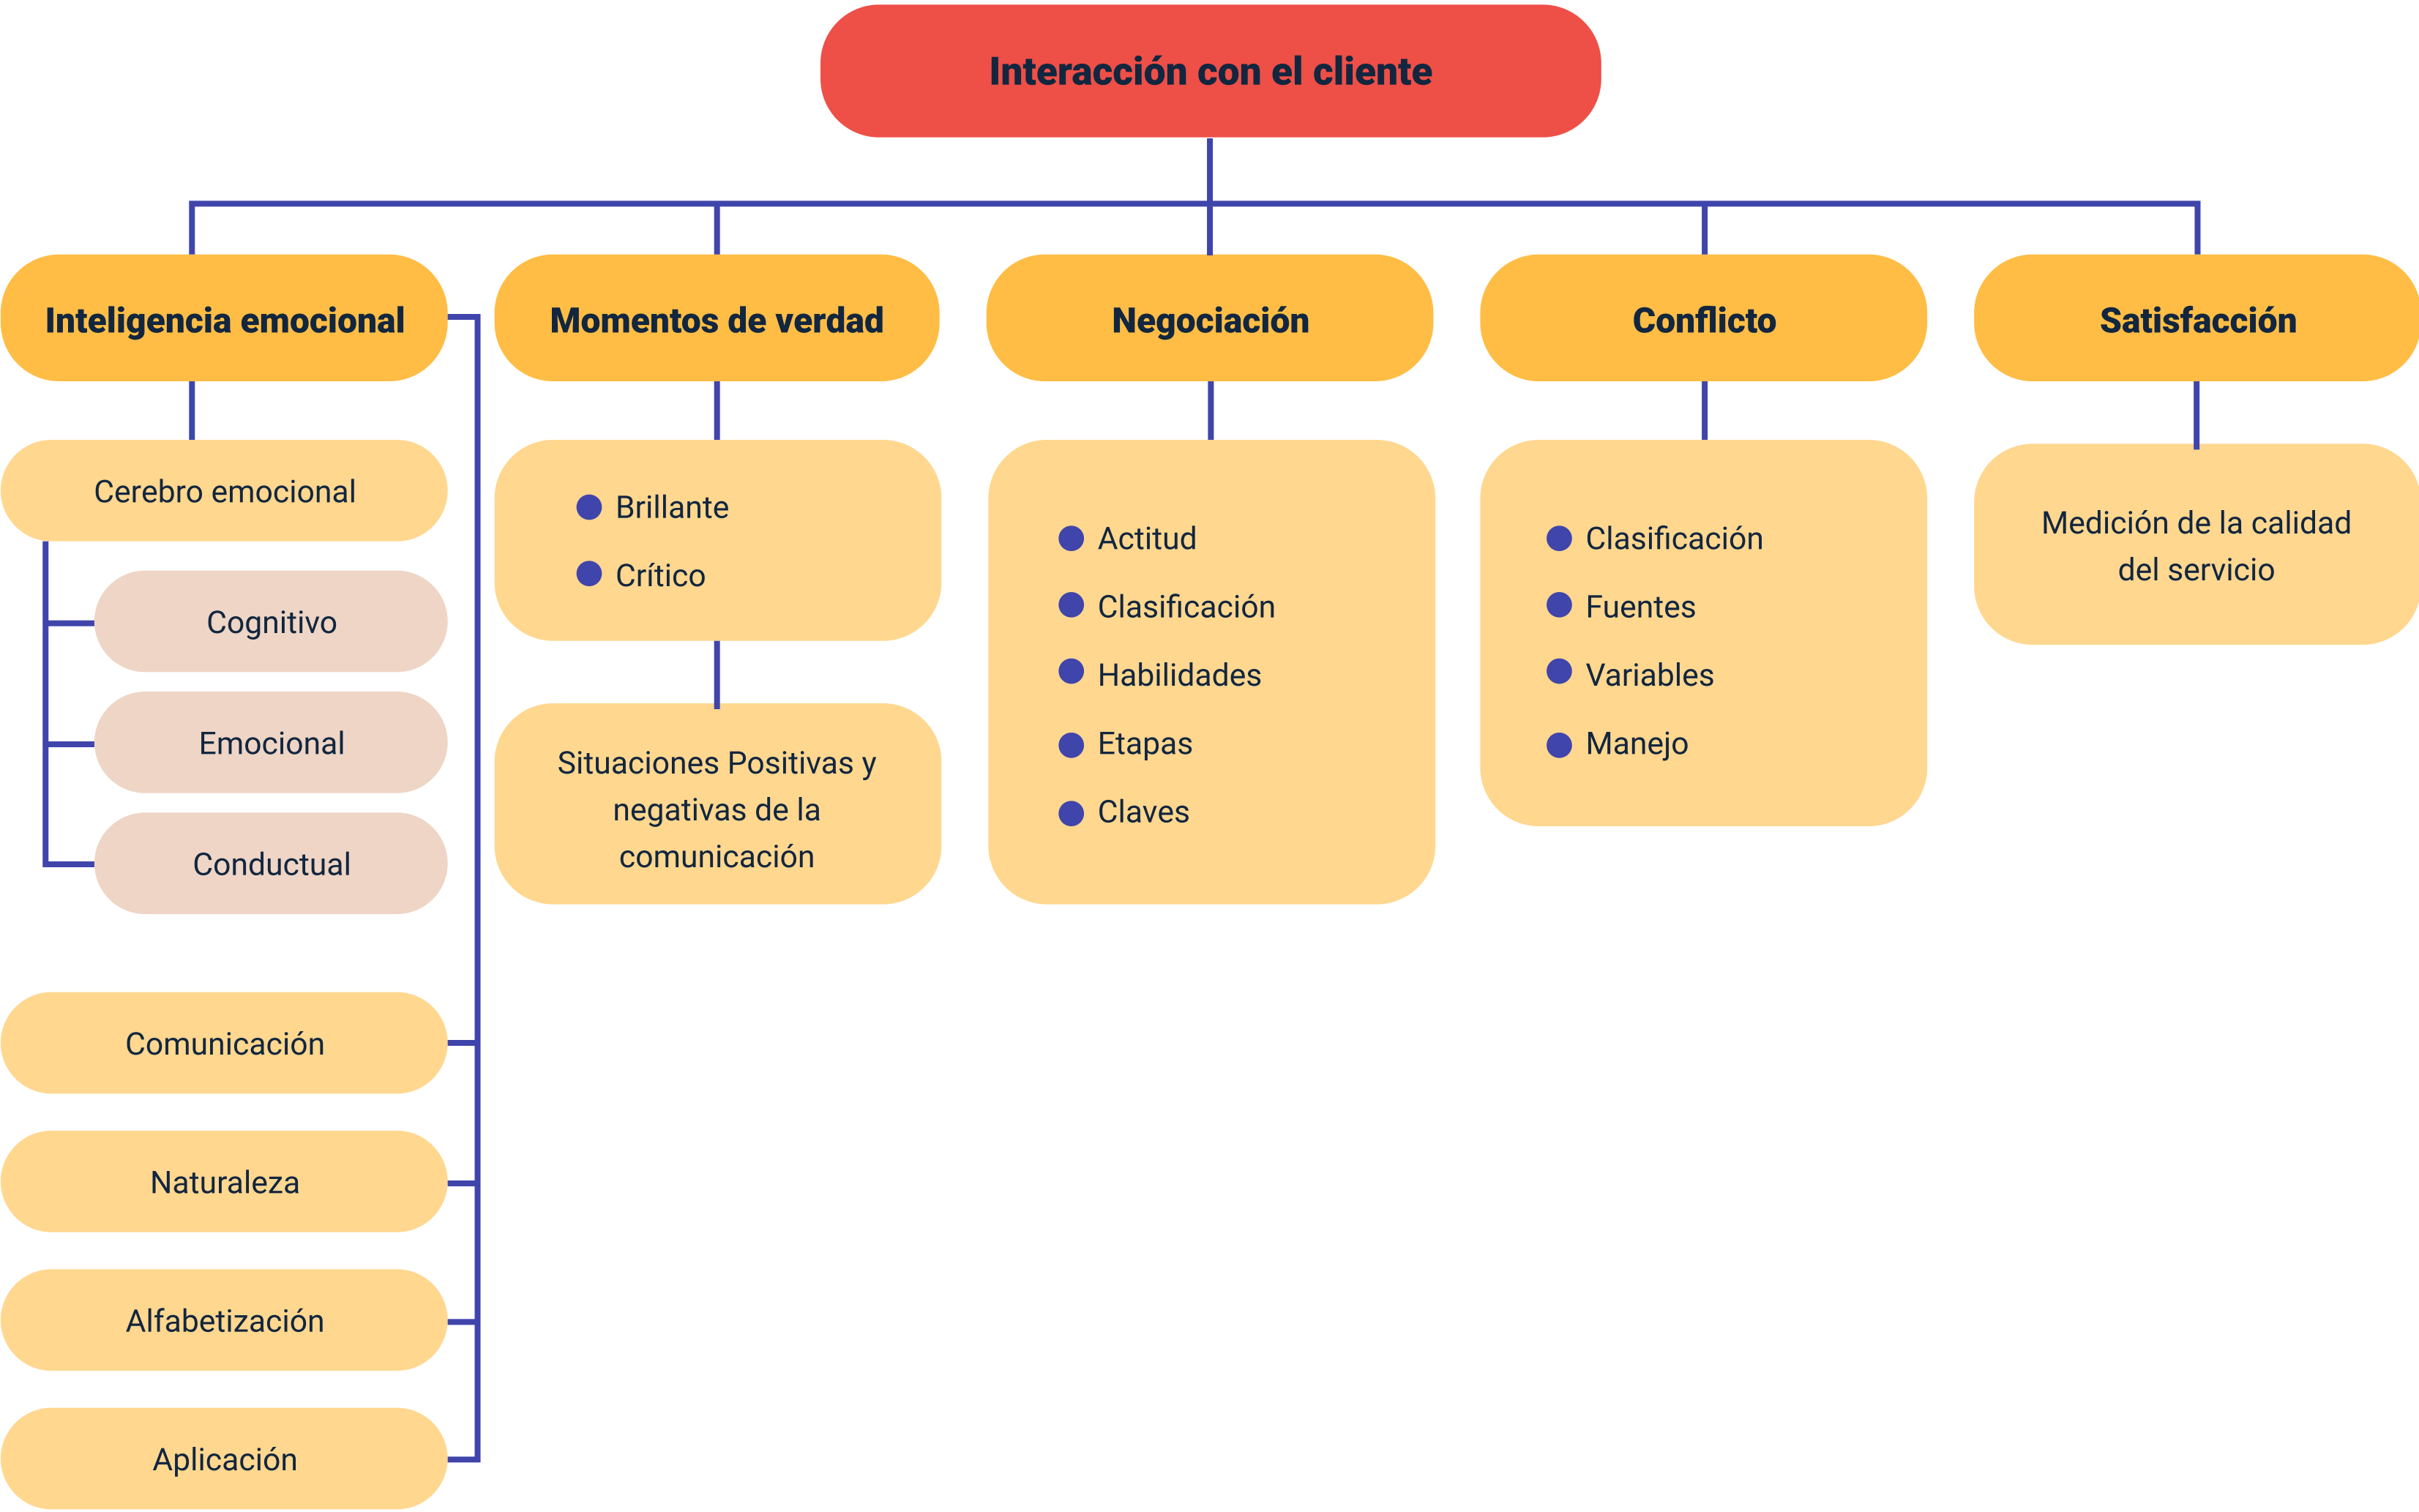 Interacción con el cliente
Inteligencia emocional
Cerebro emocional
Cognitivo
Emocional
Conductual
Comunicación
Naturaleza
Alfabetización
Aplicación
Momentos de verdad
Brillante
Crítico
Situaciones Positivas y
negativas de la
comunicación
Negociación
Actitud
Clasificación
Habilidades
Etapas
Claves
Conflicto
Clasificación
Fuentes
Variables
Manejo
Satisfacción
Medición de la calidad
del servicio